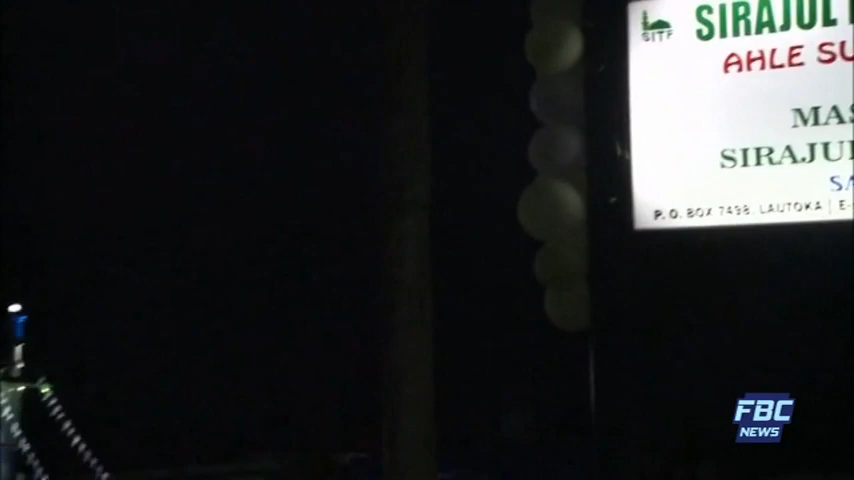 SITF
SIRAJUL
AHLE SU
MAS
SIRAJUL
SA
P. O. BOX 7498, LAUTOKA | E-
FBC
NEWS